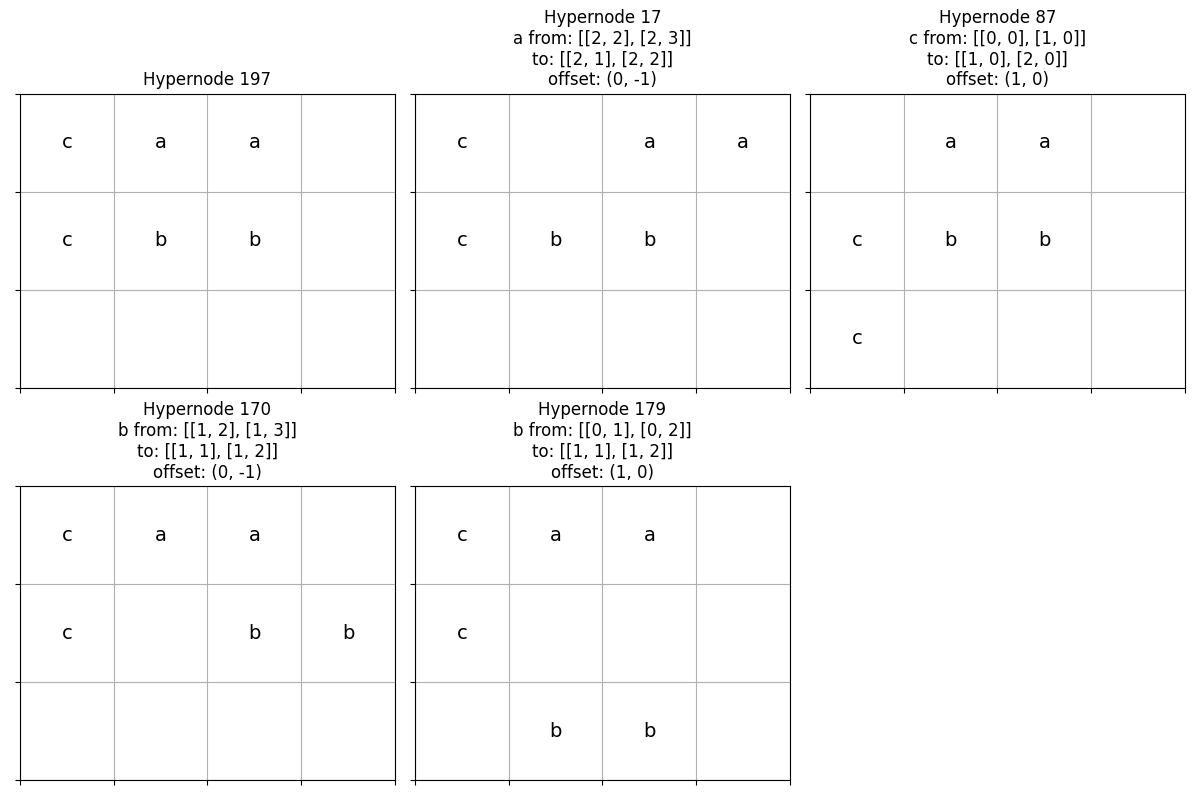 Hypernode 197
c a a
c b b
Hypernode 17
a from: [[2, 2], [2, 3]]
to: [[2, 1], [2, 2]]
offset: (0, -1)
c a a
c b b
Hypernode 87
c from: [[0, 0], [1, 0]]
to: [[1, 0], [2, 0]]
offset: (1, 0)
a a
c b b
c
Hypernode 170
b from: [[1, 2], [1, 3]]
to: [[1, 1], [1, 2]]
offset: (0, -1)
c a a
c b b
Hypernode 179
b from: [[0, 1], [0, 2]]
to: [[1, 1], [1, 2]]
offset: (1, 0)
c a a
c
b b